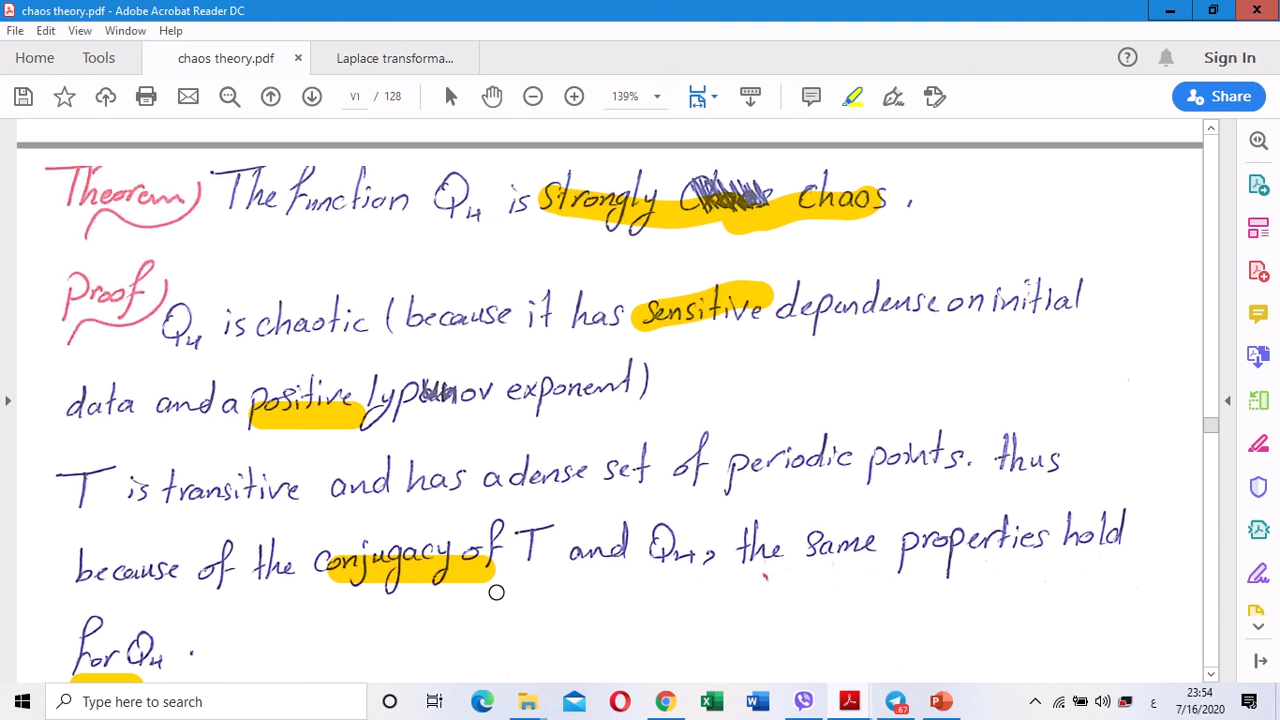 chaos theory.pdf - Adobe Acrobat Reader DC
File Edit View Window Help
Home Tools chaos theory.pdf × Laplace transforma... ? Sign In
٧١ / 128 139% Share
Theorem The function Q4 is strongly chaos .
Proof Q4 is chaotic (because it has sensitive dependense on initial
data and a positive lypunov exponent)
T is transitive and has a dense set of periodic points. thus
because of the conjugacy of T and Q4, the same properties hold
for Q4 .
Type here to search 67 ع 23:54
7/16/2020